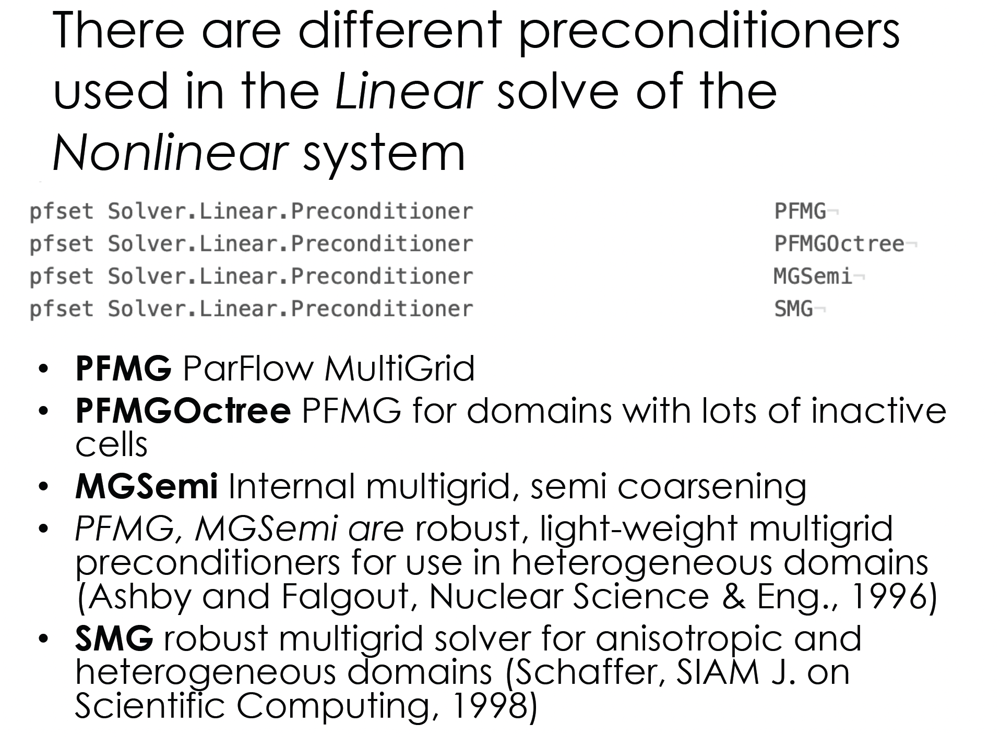 There are different preconditioners
used in the Linear solve of the
Nonlinear system
pfset Solver.Linear.Preconditioner PFMG¬
pfset Solver.Linear.Preconditioner PFMGOctree¬
pfset Solver.Linear.Preconditioner MGSemi¬
pfset Solver.Linear.Preconditioner SMG¬
• PFMG ParFlow MultiGrid
• PFMGOctree PFMG for domains with lots of inactive
cells
• MGSemi Internal multigrid, semi coarsening
• PFMG, MGSemi are robust, light-weight multigrid
preconditioners for use in heterogeneous domains
(Ashby and Falgout, Nuclear Science & Eng., 1996)
• SMG robust multigrid solver for anisotropic and
heterogeneous domains (Schaffer, SIAM J. on
Scientific Computing, 1998)